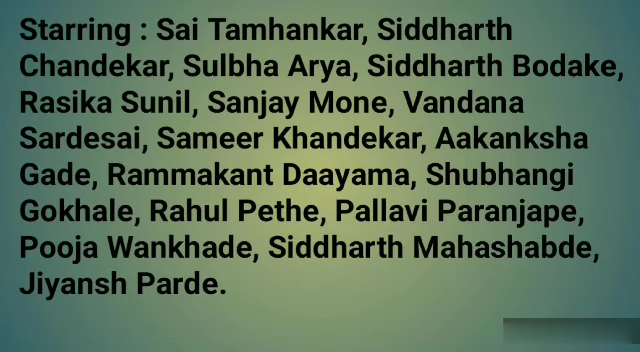 Starring : Sai Tamhankar, Siddharth
Chandekar, Sulbha Arya, Siddharth Bodake,
Rasika Sunil, Sanjay Mone, Vandana
Sardesai, Sameer Khandekar, Aakanksha
Gade, Rammakant Daayama, Shubhangi
Gokhale, Rahul Pethe, Pallavi Paranjape,
Pooja Wankhade, Siddharth Mahashabde,
Jiyansh Parde.